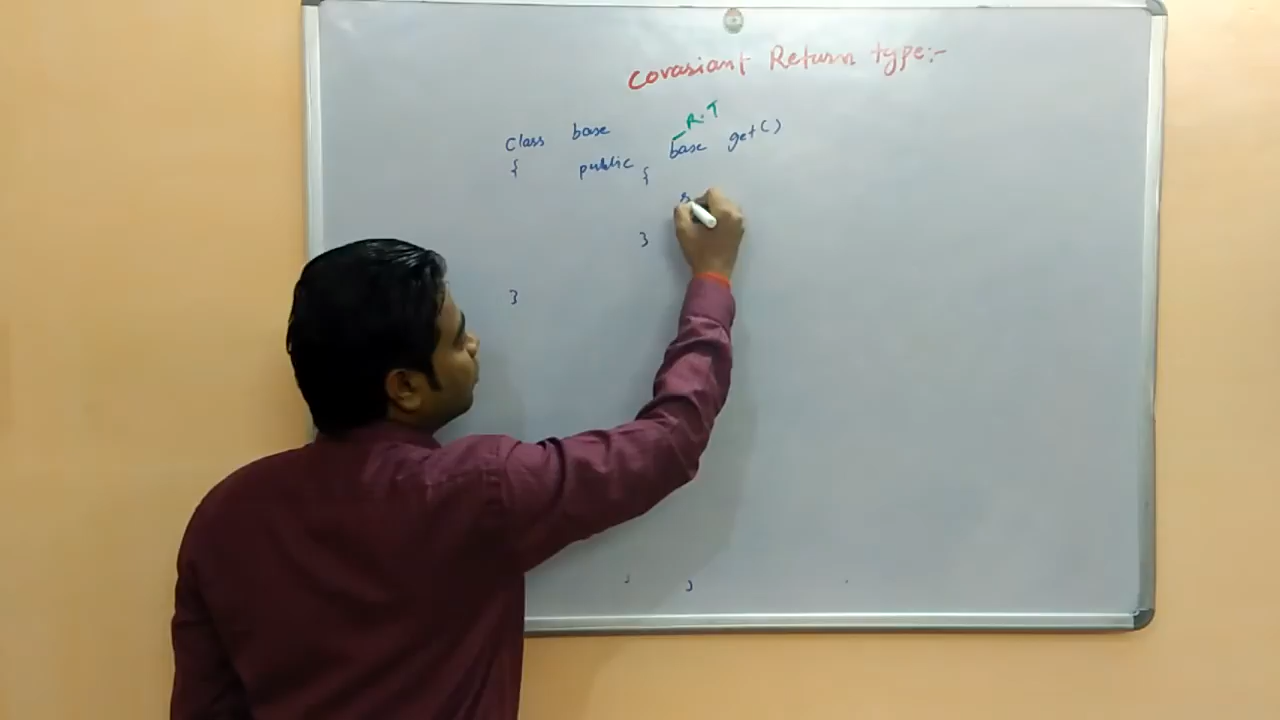 Covariant Return type:-
R.T
Class base
{ public base get()
{
}
}